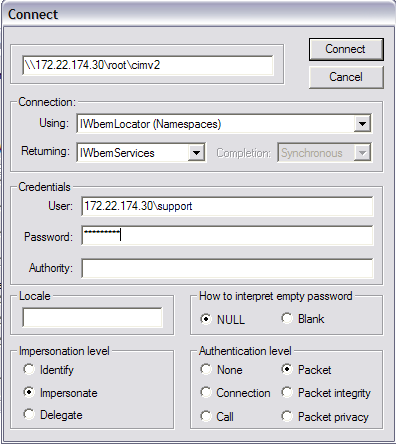 Connect
\\172.22.174.30\root\cimv2
Connect
Cancel
Connection:
Using: IWbemLocator (Namespaces)
Returning: IWbemServices Completion: Synchronous
Credentials
User: 172.22.174.30\support
Password: *********
Authority:
Locale
How to interpret empty password
NULL Blank
Impersonation level
Identify
Impersonate
Delegate
Authentication level
None Packet
Connection Packet integrity
Call Packet privacy